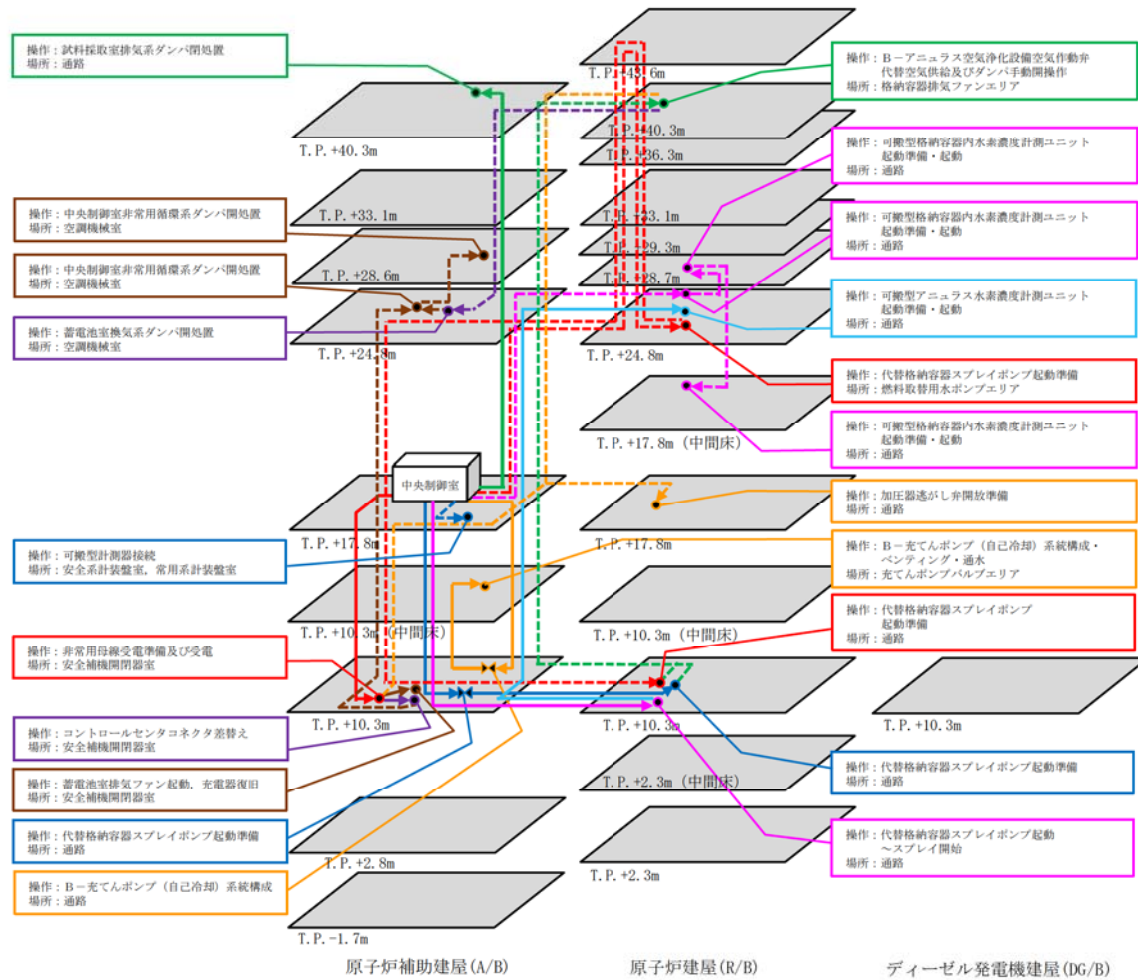 操作：試料採取室排気系ダンパ閉処置
場所：通路
操作：中央制御室非常用循環系ダンパ開処置
場所：空調機械室
操作：中央制御室非常用循環系ダンパ開処置
場所：空調機械室
操作：蓄電池室換気系ダンパ開処置
場所：空調機械室
操作：可搬型計測器接続
場所：安全系計装盤室，常用系計装盤室
操作：非常用母線受電準備及び受電
場所：安全補機開閉器室
操作：コントロールセンタコネクタ差替え
場所：安全補機開閉器室
操作：蓄電池室排気ファン起動，充電器復旧
場所：安全補機開閉器室
操作：代替格納容器スプレイポンプ起動準備
場所：通路
操作：Ｂ－充てんポンプ（自己冷却）系統構成
場所：通路
T.P.+40.3m
T.P.+33.1m
T.P.+28.6m
T.P.+24.8m
中央制御室
T.P.+17.8m
T.P.+10.3m（中間床）
T.P.+10.3m
T.P.+2.8m
T.P.-1.7m
原子炉補助建屋(A/B)
T.P.+43.6m
T.P.+40.3m
T.P.+36.3m
T.P.+33.1m
T.P.+29.3m
T.P.+28.7m
T.P.+24.8m
T.P.+17.8m（中間床）
T.P.+17.8m
T.P.+10.3m（中間床）
T.P.+10.3m
T.P.+2.3m（中間床）
T.P.+2.3m
原子炉建屋(R/B)
T.P.+10.3m
ディーゼル発電機建屋(DG/B)
操作：Ｂ－アニュラス空気浄化設備空気作動弁
代替空気供給及びダンパ手動開操作
場所：格納容器排気ファンエリア
操作：可搬型格納容器内水素濃度計測ユニット
起動準備・起動
場所：通路
操作：可搬型格納容器内水素濃度計測ユニット
起動準備・起動
場所：通路
操作：可搬型アニュラス水素濃度計測ユニット
起動準備・起動
場所：通路
操作：代替格納容器スプレイポンプ起動準備
場所：燃料取替用水ポンプエリア
操作：可搬型格納容器内水素濃度計測ユニット
起動準備・起動
場所：通路
操作：加圧器逃がし弁開放準備
場所：通路
操作：Ｂ－充てんポンプ（自己冷却）系統構成・
ベンティング・通水
場所：充てんポンプバルブエリア
操作：代替格納容器スプレイポンプ
起動準備
場所：通路
操作：代替格納容器スプレイポンプ起動準備
場所：通路
操作：代替格納容器スプレイポンプ起動
～スプレイ開始
場所：通路